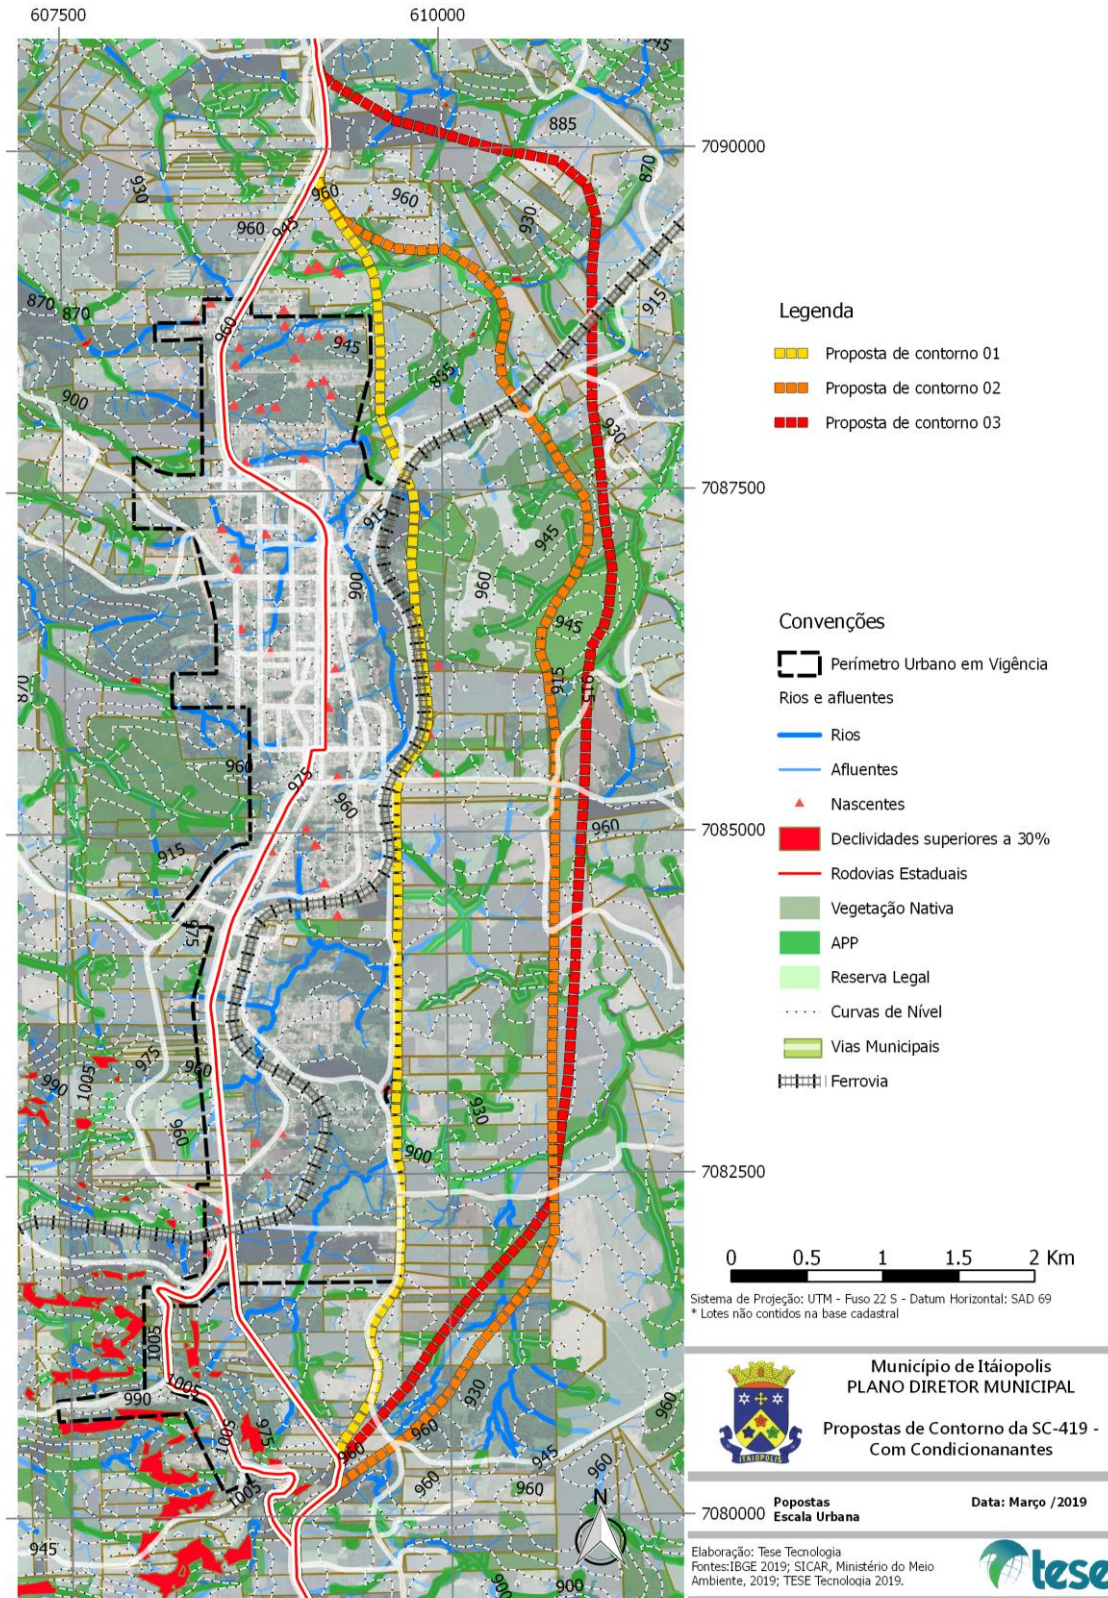 607500
610000
945
885
7090000
870
930
960
960
930
960
945
915
870
870
960
945
835
900
930
7087500
915
945
900
960
945
915
915
870
960
975
960
960
7085000
915
975
975
960
990
1005
930
960
900
7082500
1005
1005
990
1005
975
930
960
960
960
945
960
960
960
1005
7080000
945
900
900
Legenda
Proposta de contorno 01
Proposta de contorno 02
Proposta de contorno 03
Convenções
Perímetro Urbano em Vigência
Rios e afluentes
Rios
Afluentes
Nascentes
Declividades superiores a 30%
Rodovias Estaduais
Vegetação Nativa
APP
Reserva Legal
Curvas de Nível
Vias Municipais
Ferrovia
0 0.5 1 1.5 2 Km
Sistema de Projeção: UTM - Fuso 22 S - Datum Horizontal: SAD 69
* Lotes não contidos na base cadastral
Município de Itáiopolis
PLANO DIRETOR MUNICIPAL
Propostas de Contorno da SC-419 -
Com Condicionanantes
ITAIOPOLIS
N
Popostas
Escala Urbana
Data: Março /2019
Elaboração: Tese Tecnologia
Fontes:IBGE 2019; SICAR, Ministério do Meio
Ambiente, 2019; TESE Tecnologia 2019.
tese